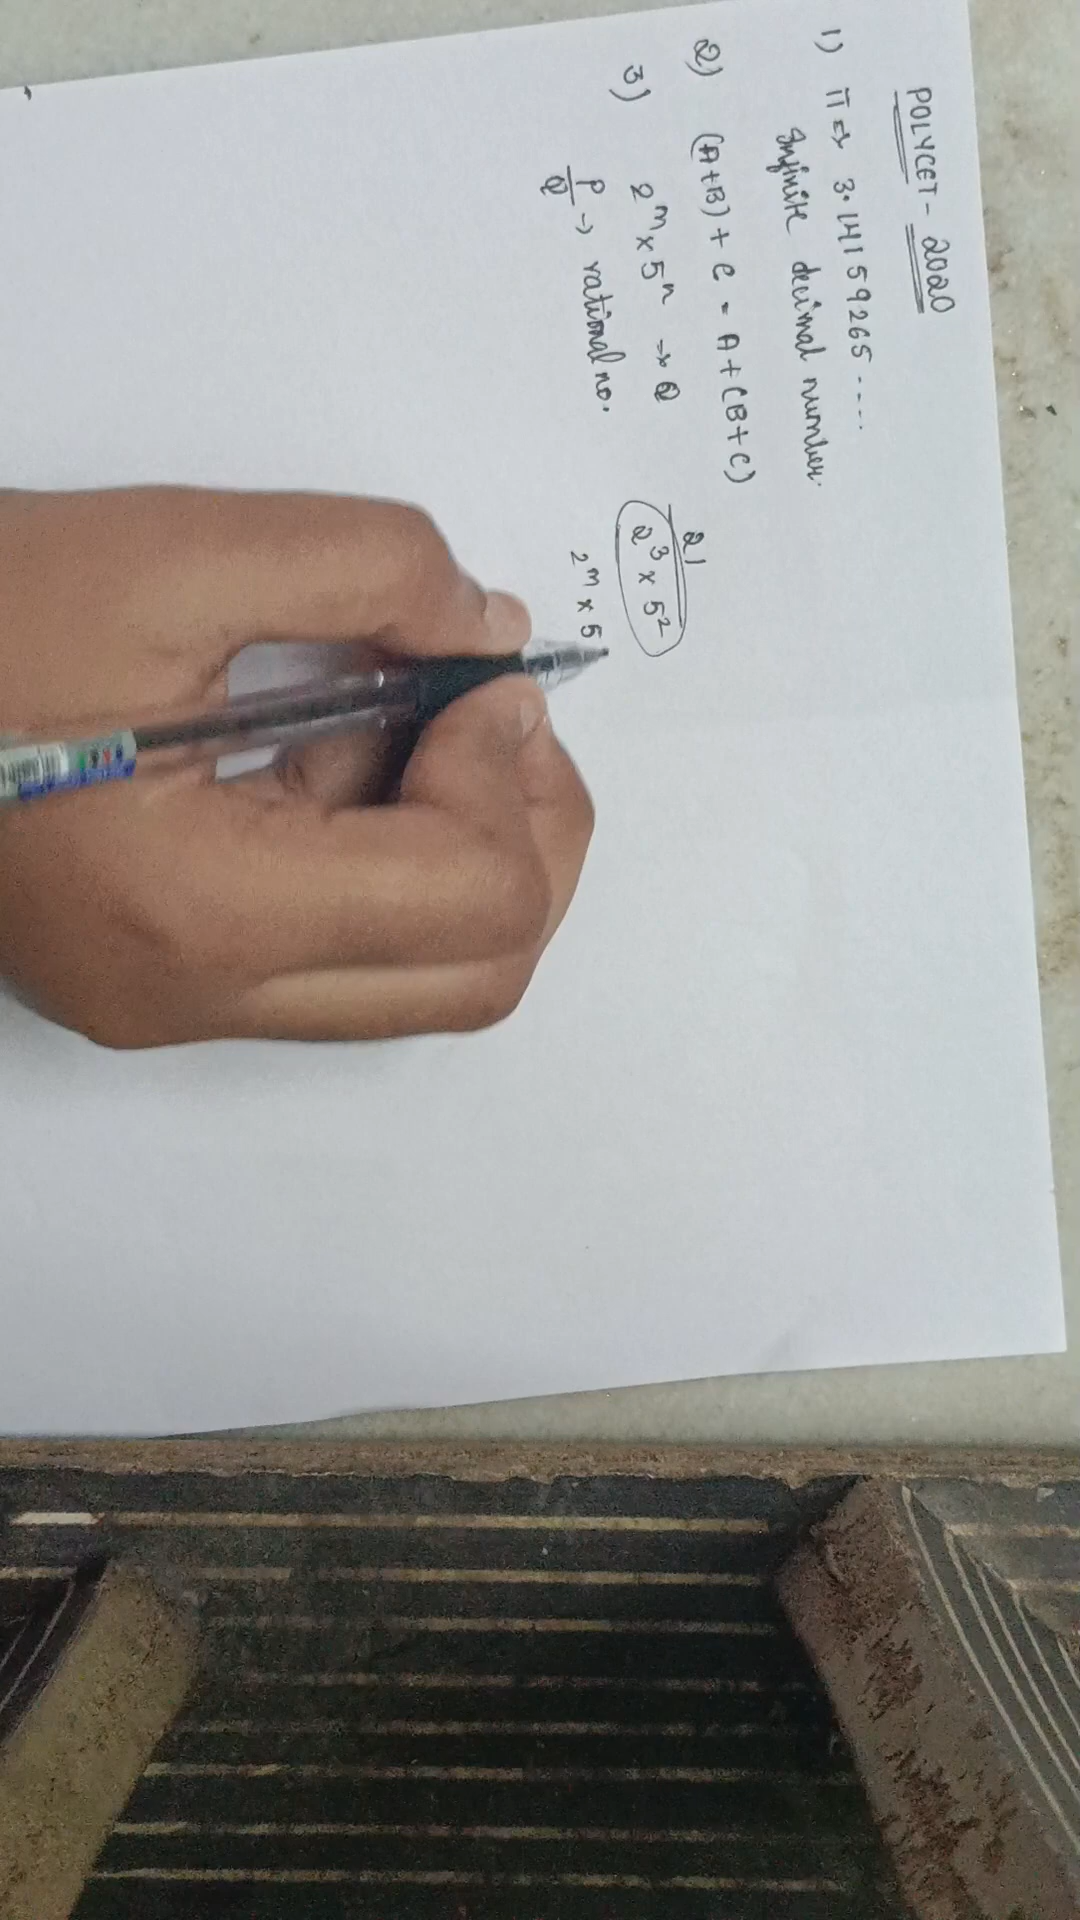 POLYCET - 2020
1) π ⇒ 3.14159265.....
Infinite decimal number.
2) (A+B) + C = A + (B+C)
3) 2^m x 5^n → Q
P/Q → rational no.
21
2^3 x 5^2
2^m x 5